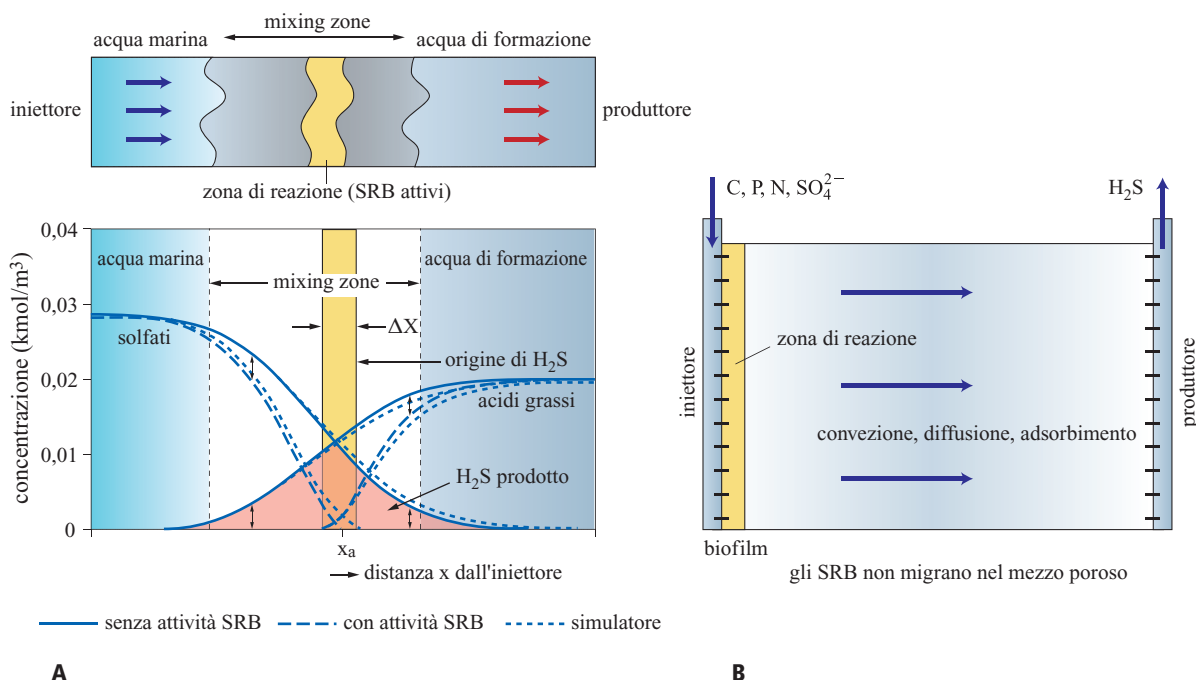 mixing zone
acqua marina
acqua di formazione
iniettore
produttore
zona di reazione (SRB attivi)
concentrazione (kmol/m³)
0,04
0,03
0,02
0,01
0
acqua marina
acqua di formazione
mixing zone
solfati
ΔX
origine di H₂S
acidi grassi
H₂S prodotto
xₐ
distanza x dall'iniettore
senza attività SRB
con attività SRB
simulatore
A
C, P, N, SO₄²⁻
H₂S
iniettore
zona di reazione
produttore
convezione, diffusione, adsorbimento
biofilm
gli SRB non migrano nel mezzo poroso
B